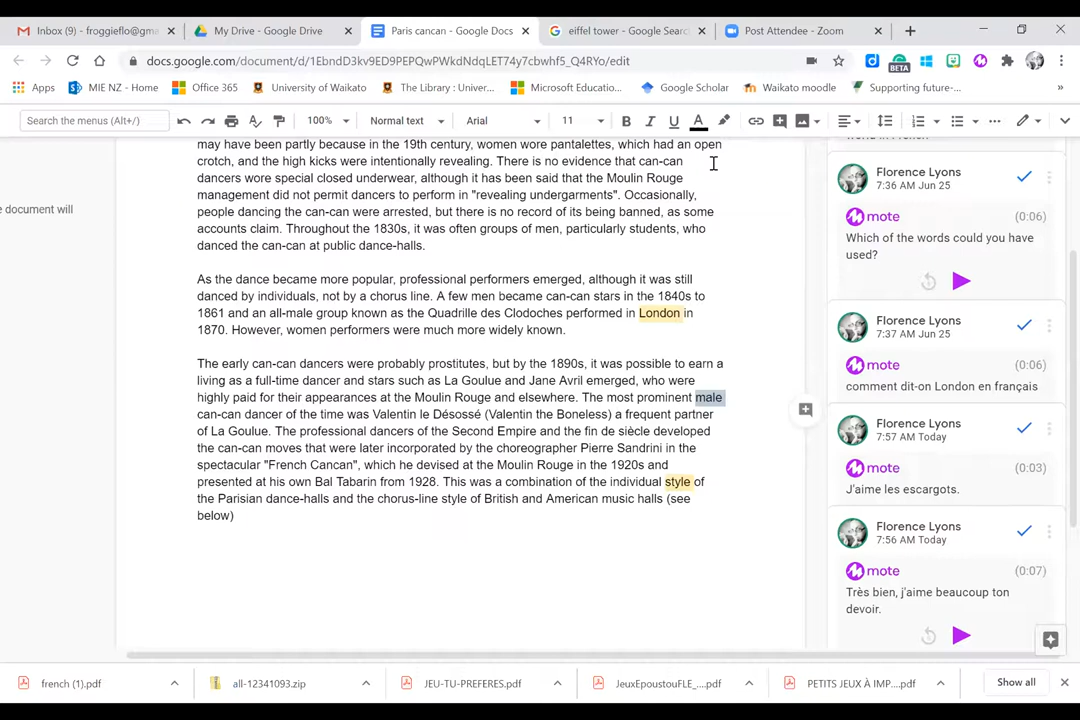 Inbox (9) - froggieflo@gma
My Drive - Google Drive
Paris cancan - Google Docs
eiffel tower - Google Searc
Post Attendee - Zoom
docs.google.com/document/d/1EbndD3kv9ED9PEPQwPWkdNdqLET74y7cbwhf5_Q4RYo/edit
BETA
Apps
MIE NZ - Home
Office 365
University of Waikato
The Library : Univer...
Microsoft Educatio...
Google Scholar
Waikato moodle
Supporting future-...
Search the menus (Alt+/)
100%
Normal text
Arial
11
B I U A
e document will
may have been partly because in the 19th century, women wore pantalettes, which had an open
crotch, and the high kicks were intentionally revealing. There is no evidence that can-can
dancers wore special closed underwear, although it has been said that the Moulin Rouge
management did not permit dancers to perform in "revealing undergarments". Occasionally,
people dancing the can-can were arrested, but there is no record of its being banned, as some
accounts claim. Throughout the 1830s, it was often groups of men, particularly students, who
danced the can-can at public dance-halls.
As the dance became more popular, professional performers emerged, although it was still
danced by individuals, not by a chorus line. A few men became can-can stars in the 1840s to
1861 and an all-male group known as the Quadrille des Clodoches performed in London in
1870. However, women performers were much more widely known.
The early can-can dancers were probably prostitutes, but by the 1890s, it was possible to earn a
living as a full-time dancer and stars such as La Goulue and Jane Avril emerged, who were
highly paid for their appearances at the Moulin Rouge and elsewhere. The most prominent male
can-can dancer of the time was Valentin le Désossé (Valentin the Boneless) a frequent partner
of La Goulue. The professional dancers of the Second Empire and the fin de siècle developed
the can-can moves that were later incorporated by the choreographer Pierre Sandrini in the
spectacular "French Cancan", which he devised at the Moulin Rouge in the 1920s and
presented at his own Bal Tabarin from 1928. This was a combination of the individual style of
the Parisian dance-halls and the chorus-line style of British and American music halls (see
below)
Florence Lyons
7:36 AM Jun 25
mote
(0:06)
Which of the words could you have
used?
Florence Lyons
7:37 AM Jun 25
mote
(0:06)
comment dit-on London en français
Florence Lyons
7:57 AM Today
mote
(0:03)
J'aime les escargots.
Florence Lyons
7:56 AM Today
mote
(0:07)
Très bien, j'aime beaucoup ton
devoir.
french (1).pdf
all-12341093.zip
JEU-TU-PREFERES.pdf
JeuxEpoustouFLE_....pdf
PETITS JEUX À IMP....pdf
Show all